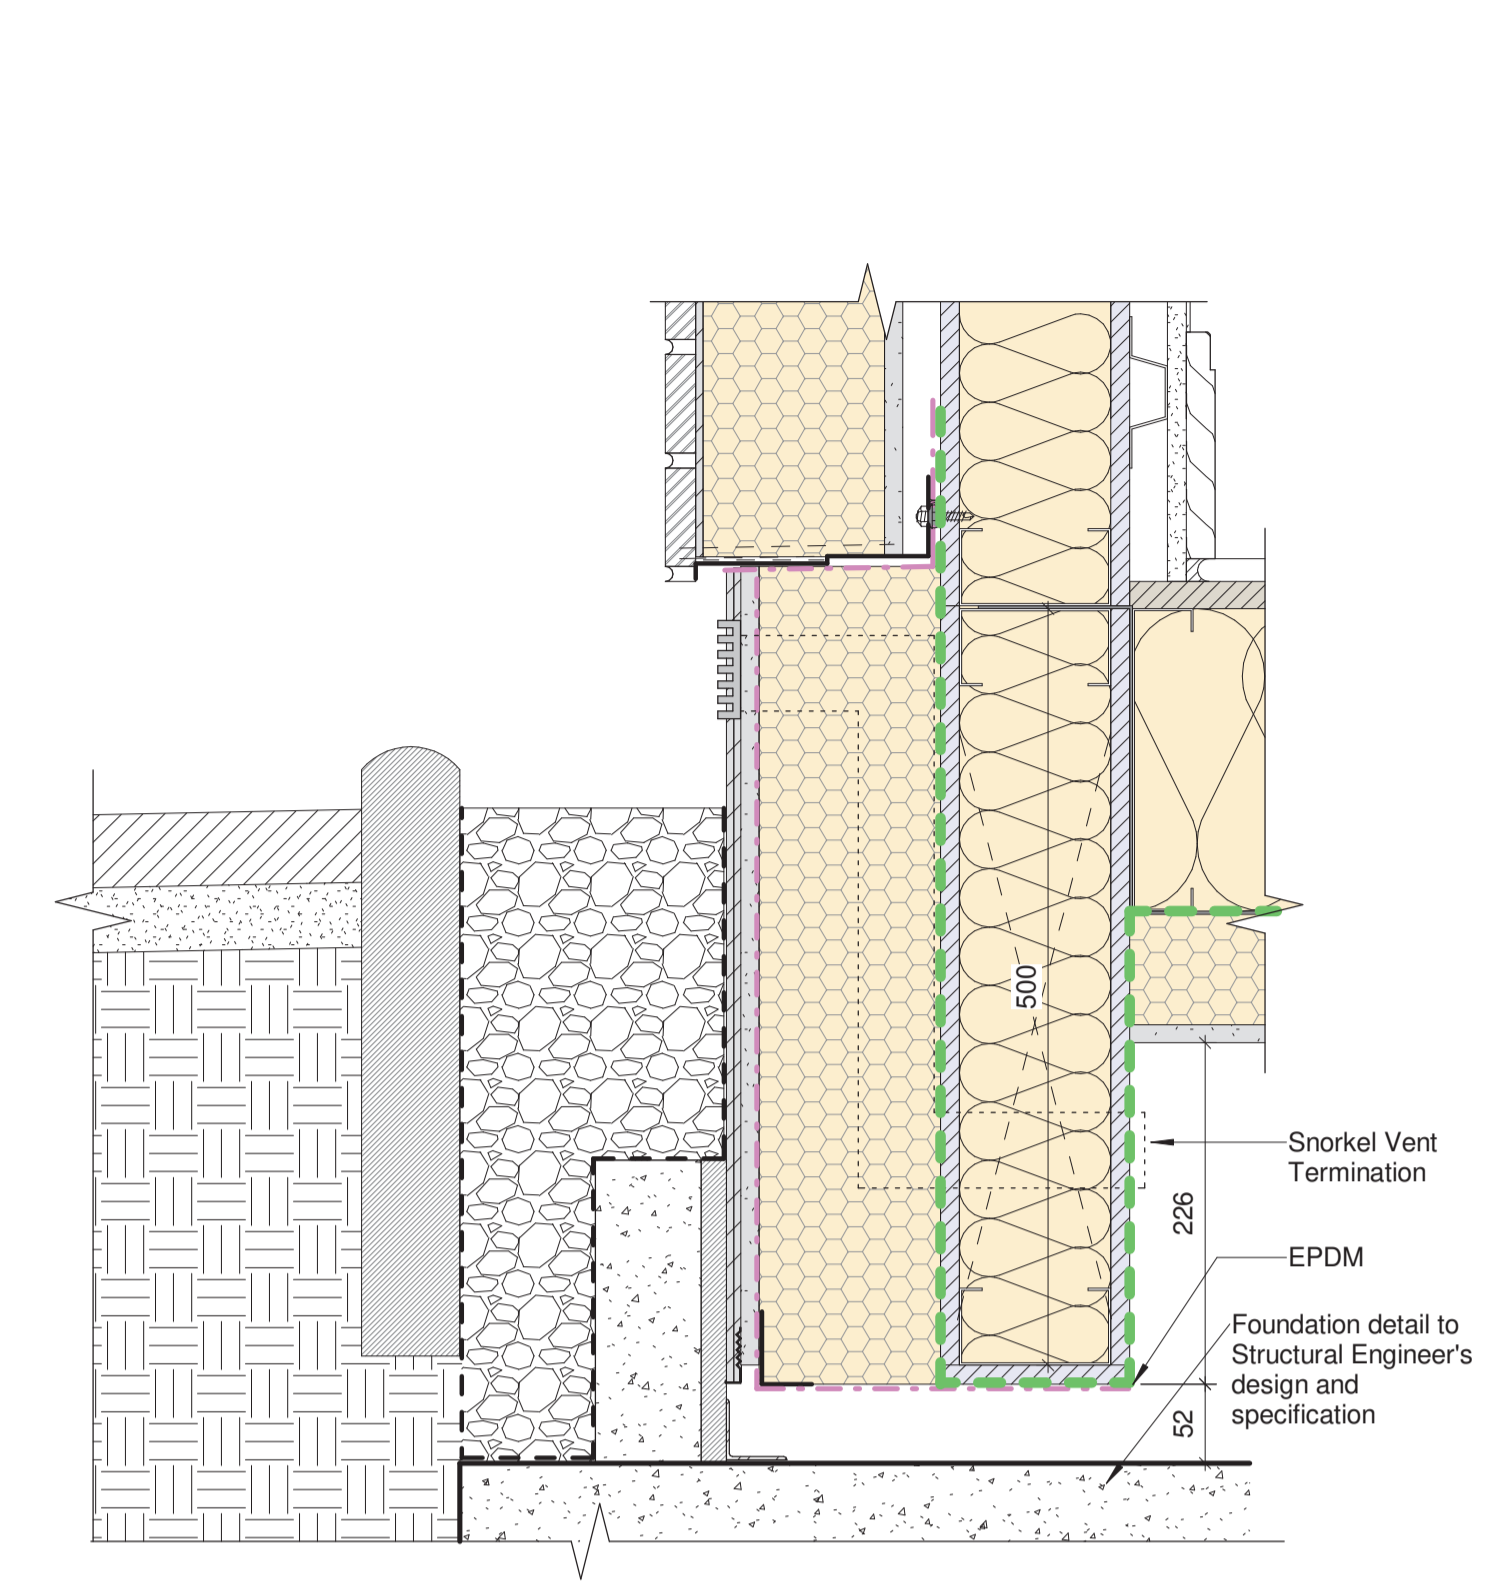 500
Snorkel Vent
Termination
226
EPDM
Foundation detail to
Structural Engineer's
design and
specification
52